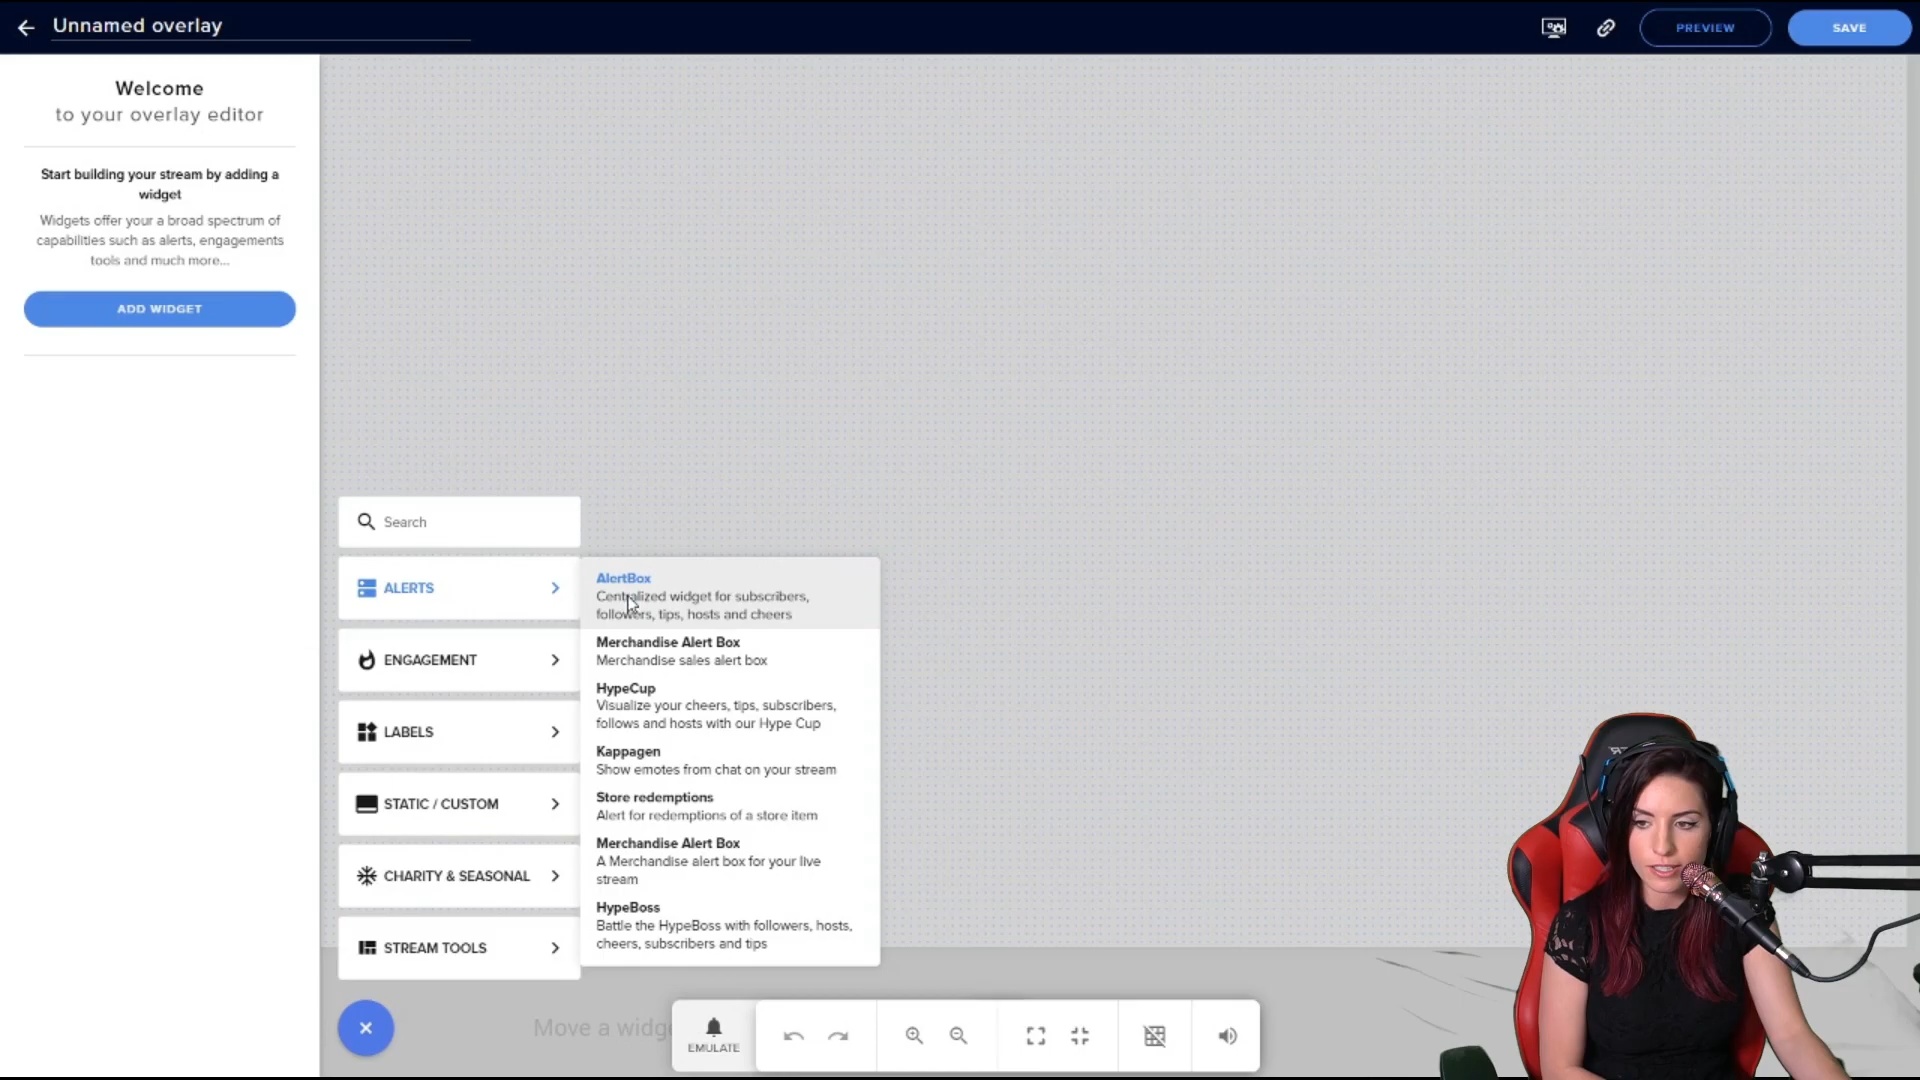 Unnamed overlay
PREVIEW
SAVE
Welcome
to your overlay editor
Start building your stream by adding a
widget
Widgets offer your a broad spectrum of
capabilities such as alerts, engagements
tools and much more...
ADD WIDGET
Search
ALERTS
ENGAGEMENT
LABELS
STATIC / CUSTOM
CHARITY & SEASONAL
STREAM TOOLS
AlertBox
Centralized widget for subscribers,
followers, tips, hosts and cheers
Merchandise Alert Box
Merchandise sales alert box
HypeCup
Visualize your cheers, tips, subscribers,
follows and hosts with our Hype Cup
Kappagen
Show emotes from chat on your stream
Store redemptions
Alert for redemptions of a store item
Merchandise Alert Box
A Merchandise alert box for your live
stream
HypeBoss
Battle the HypeBoss with followers, hosts,
cheers, subscribers and tips
Move a
EMULATE